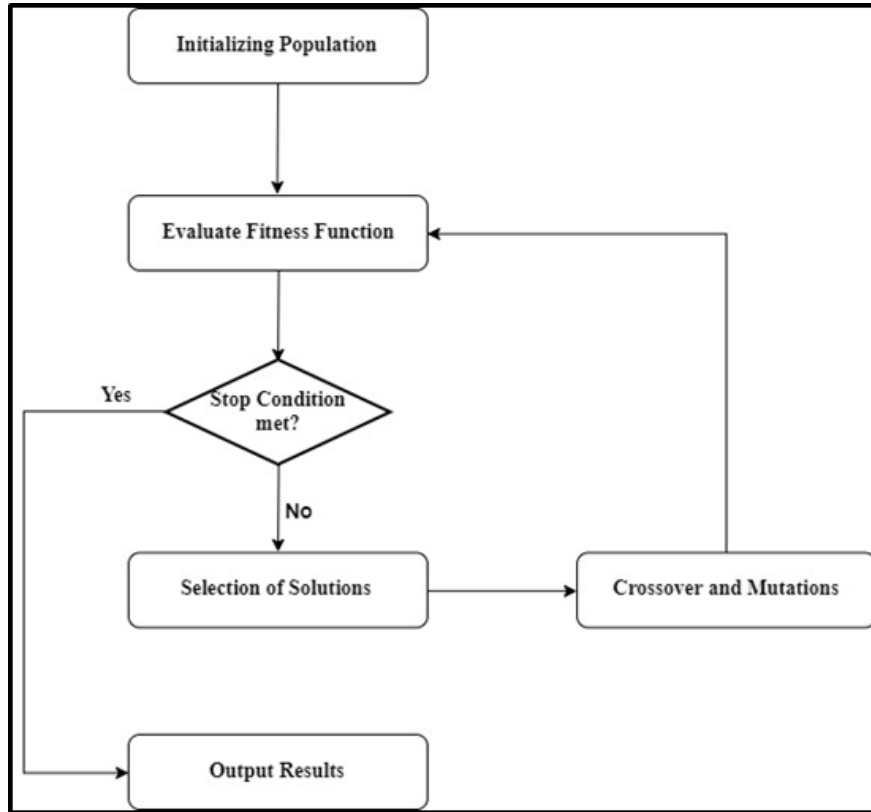 Initializing Population
Evaluate Fitness Function
Yes
Stop Condition
met?
No
Selection of Solutions
Crossover and Mutations
Output Results